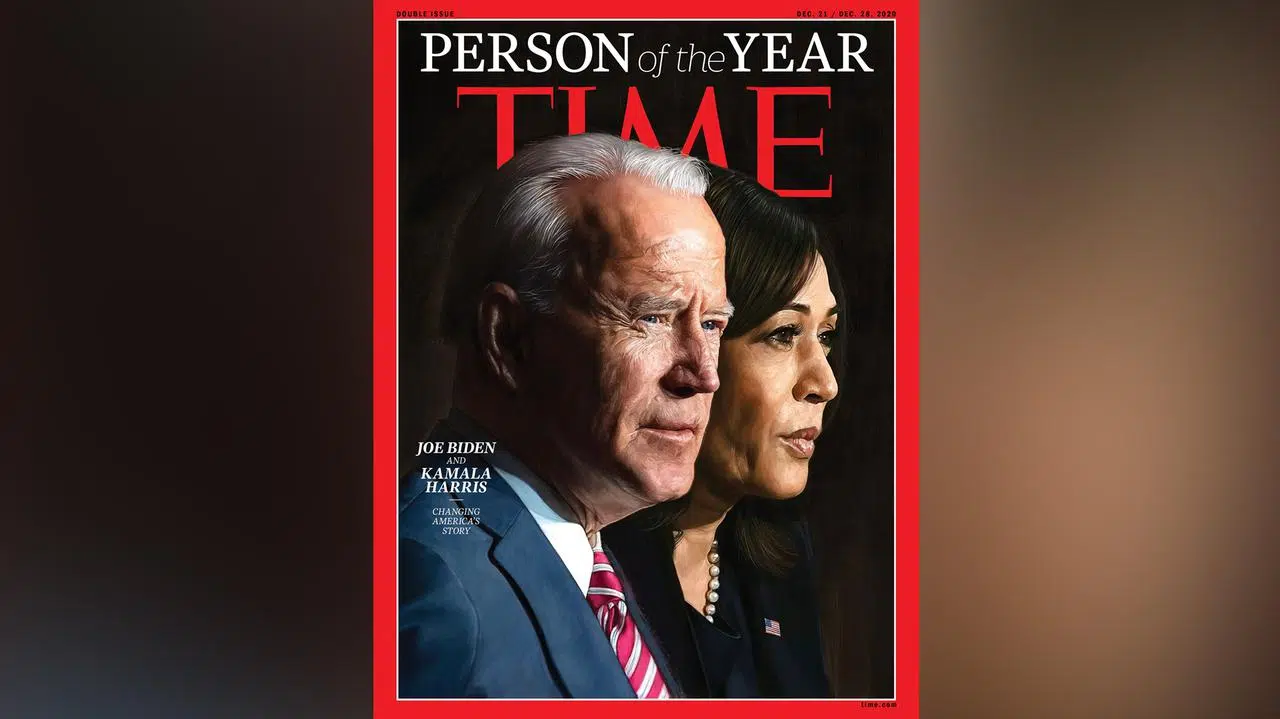 DOUBLE ISSUE
DEC. 21 / DEC. 28, 2020
PERSON of the YEAR
TIME
JOE BIDEN
AND
KAMALA
HARRIS
CHANGING
AMERICA'S
STORY
time.com